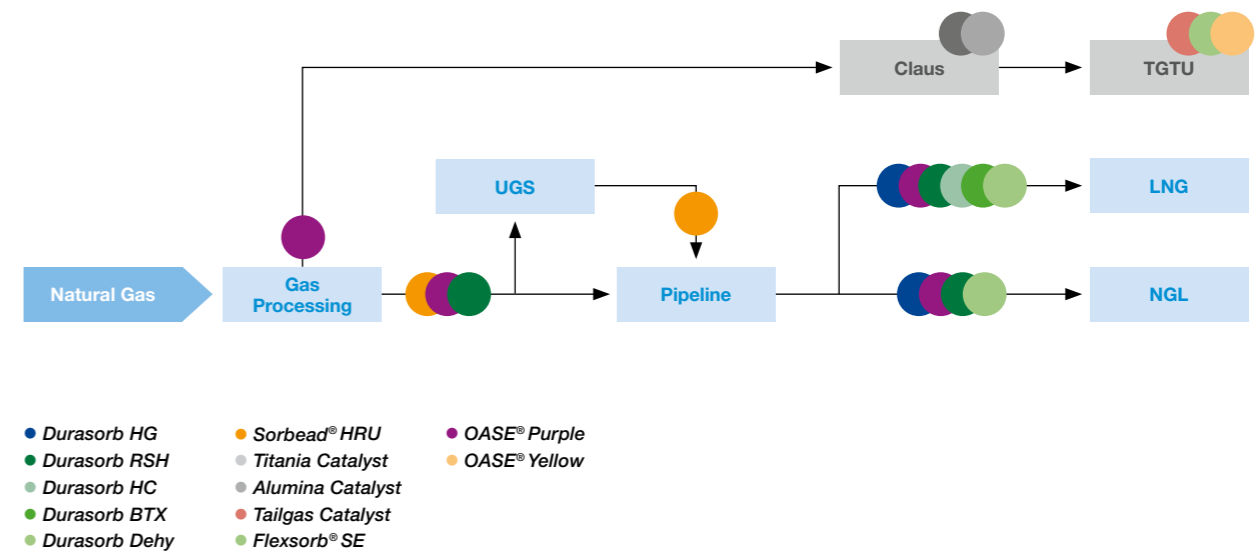 Claus
TGTU
UGS
LNG
Natural Gas
Gas
Processing
Pipeline
NGL
Durasorb HG
Durasorb RSH
Durasorb HC
Durasorb BTX
Durasorb Dehy
Sorbead® HRU
Titania Catalyst
Alumina Catalyst
Tailgas Catalyst
Flexsorb® SE
OASE® Purple
OASE® Yellow